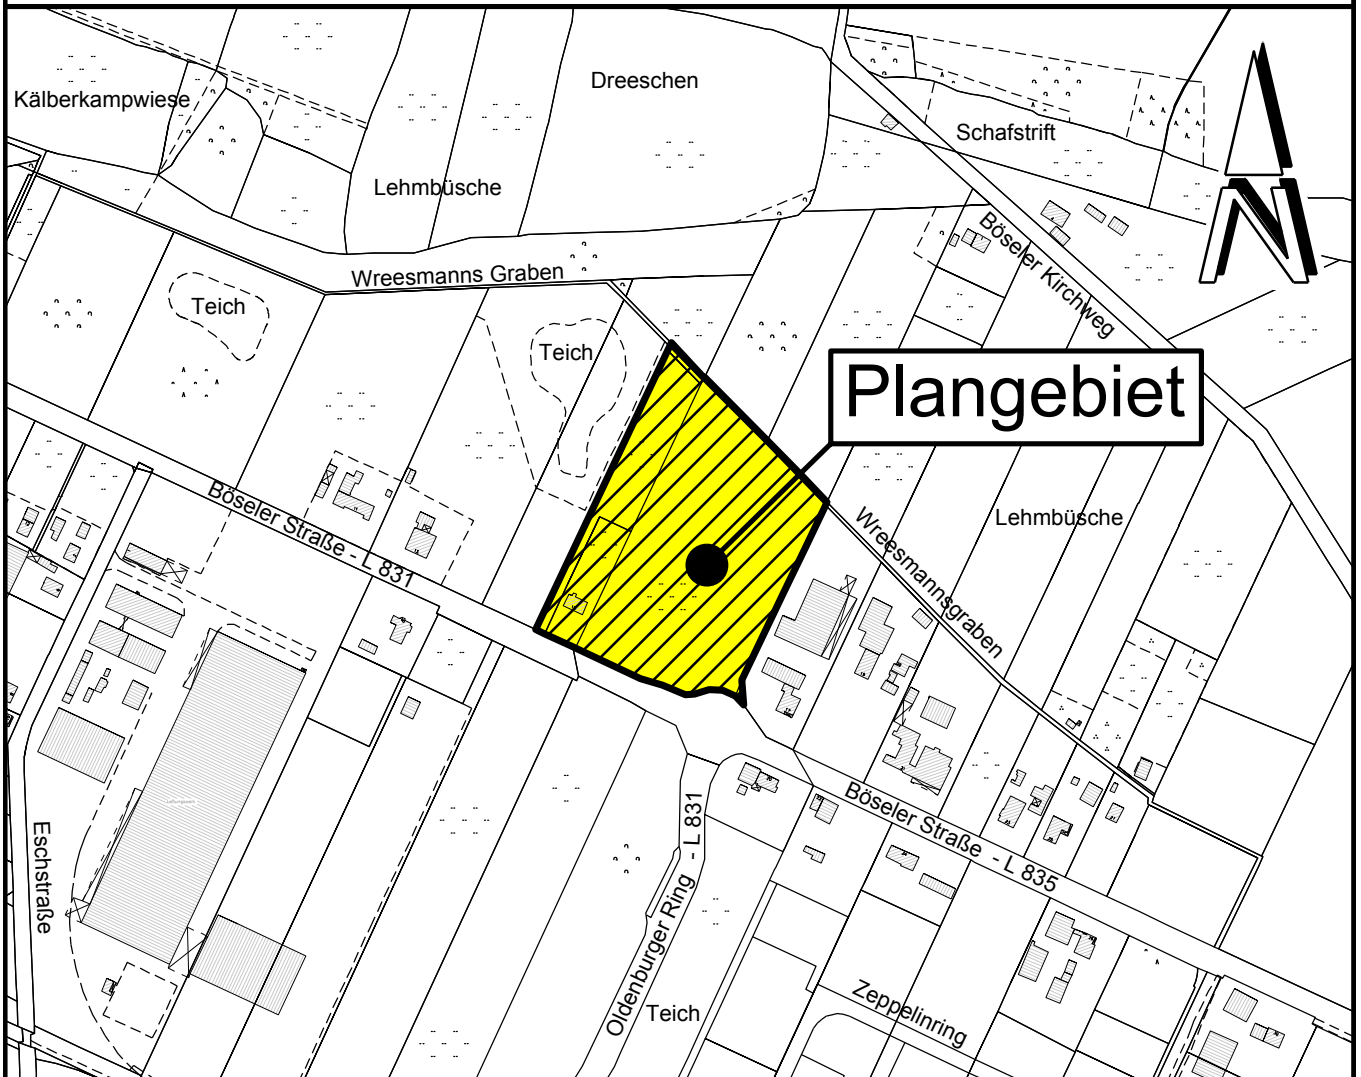 Dreeschen
Kälberkampwiese
Schafstrift
Lehmbüsche
N
Böseler Kirchweg
Wreesmanns Graben
Teich
Teich
Plangebiet
Böseler Straße - L 831
Lehmbüsche
Wreesmannsgraben
Eschstraße
Oldenburger Ring - L 831
Böseler Straße - L 835
Teich
Zeppelinring